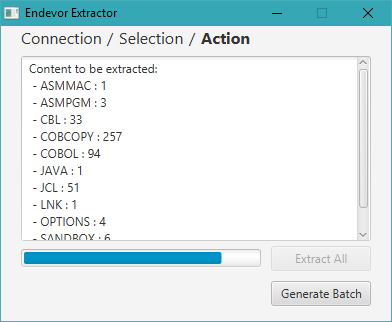 Endevor Extractor
Connection / Selection / Action
Content to be extracted:
- ASMMAC : 1
- ASMPGM : 3
- CBL : 33
- COBCOPY : 257
- COBOL : 94
- JAVA : 1
- JCL : 51
- LNK : 1
- OPTIONS : 4
- SANDBOX : 6
Extract All
Generate Batch